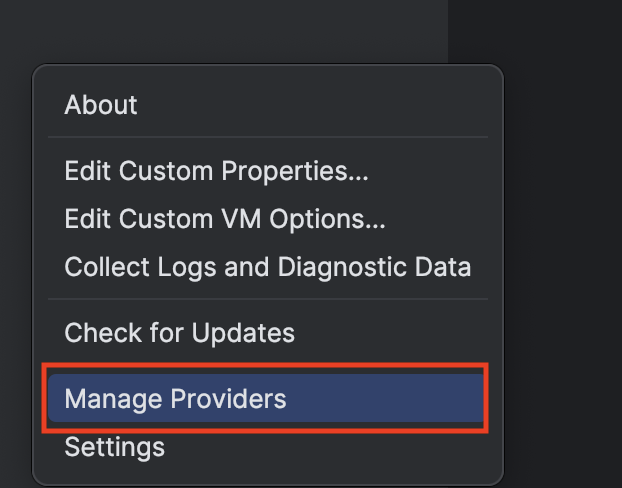 About
Edit Custom Properties...
Edit Custom VM Options...
Collect Logs and Diagnostic Data
Check for Updates
Manage Providers
Settings